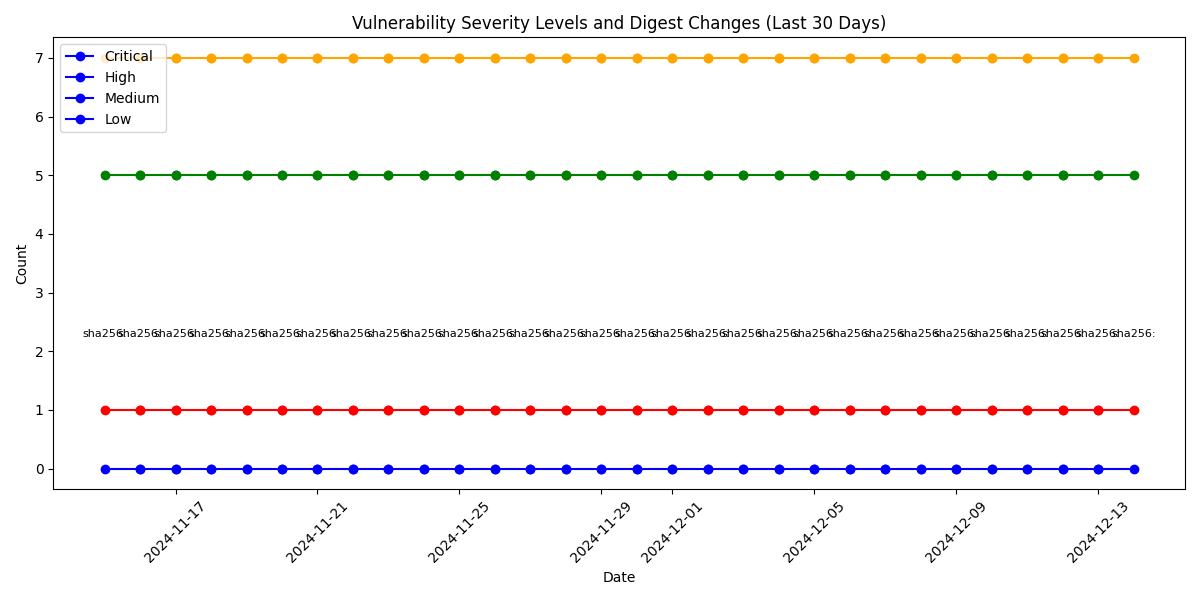 Vulnerability Severity Levels and Digest Changes (Last 30 Days)
Critical
High
Medium
Low
7
6
5
4
3
2
1
0
Count
sha256: sha256: sha256: sha256: sha256: sha256: sha256: sha256: sha256: sha256: sha256: sha256: sha256: sha256: sha256: sha256: sha256: sha256: sha256: sha256: sha256: sha256: sha256: sha256: sha256: sha256: sha256: sha256: sha256: sha256:
2024-11-17
2024-11-21
2024-11-25
2024-11-29
2024-12-01
2024-12-05
2024-12-09
2024-12-13
Date